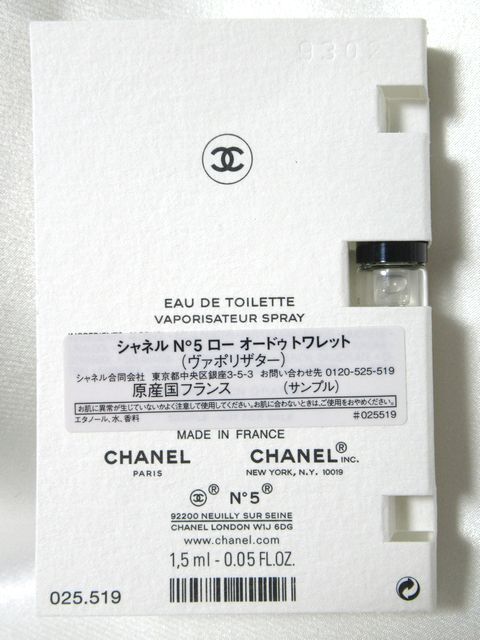 9302
EAU DE TOILETTE
VAPORISATEUR SPRAY
シャネル N°5 ロー オードゥ トワレット
(ヴァポリザター)
シャネル合同会社 東京都中央区銀座3-5-3 お問い合わせ先 0120-525-519
原産国フランス (サンプル)
お肌に異常が生じていないかよく注意して使用してください。お肌に合わないときは、ご使用をおやめください。
エタノール、水、香料 #025519
MADE IN FRANCE
CHANEL CHANEL® INC.
PARIS NEW YORK, N.Y. 10019
® N°5®
92200 NEUILLY SUR SEINE
CHANEL LONDON W1J 6DG
www.chanel.com
1,5 ml - 0.05 FL.OZ.
025.519